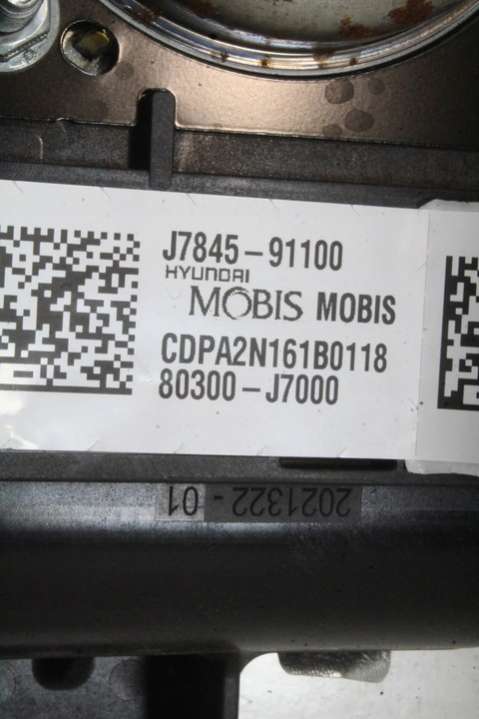 J7845-91100
HYUNDAI
MOBIS MOBIS
CDPA2N161B0118
80300-J7000
2021322-01